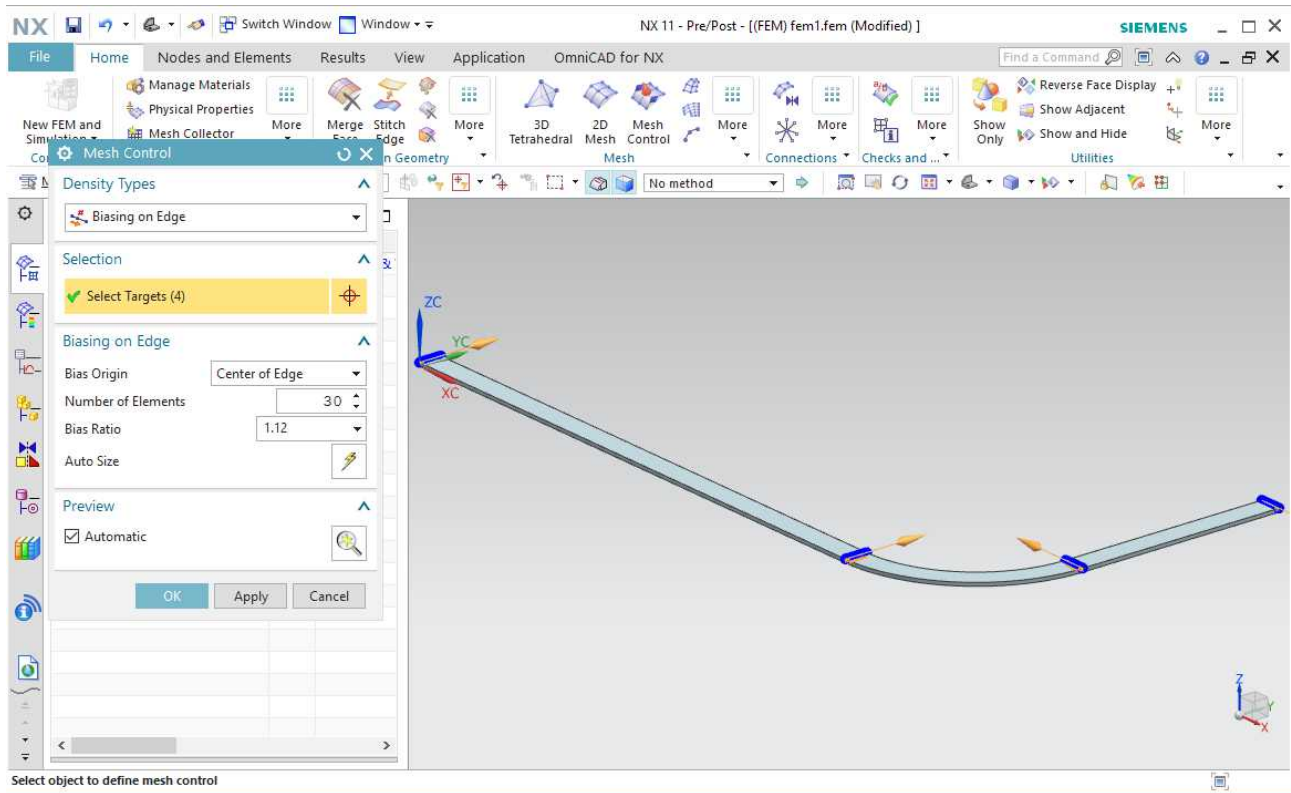 NX Switch Window Window NX 11 - Pre/Post - [(FEM) fem1.fem (Modified) ] SIEMENS
File Home Nodes and Elements Results View Application OmniCAD for NX Find a Command
Manage Materials
Physical Properties
Mesh Collector
New FEM and
More
Merge
Stitch
Edge
More
3D
Tetrahedral
2D
Mesh
Mesh
Control
More
More
More
Show
Only
Reverse Face Display
Show Adjacent
Show and Hide
More
Geometry Mesh Connections Checks and ... Utilities
Mesh Control
No method
Density Types
Biasing on Edge
Selection
Select Targets (4)
Biasing on Edge
Bias Origin Center of Edge
Number of Elements 30
Bias Ratio 1.12
Auto Size
Preview
Automatic
OK Apply Cancel
ZC
YC
XC
Z
Y
X
Select object to define mesh control